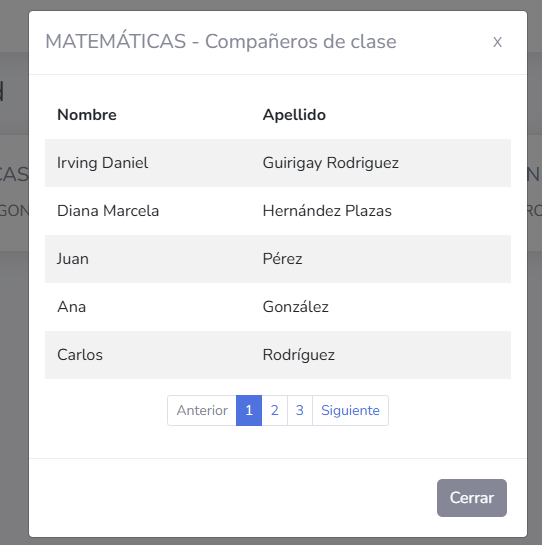 MATEMÁTICAS - Compañeros de clase x
Nombre Apellido
Irving Daniel Guirigay Rodriguez
Diana Marcela Hernández Plazas
Juan Pérez
Ana González
Carlos Rodríguez
Anterior 1 2 3 Siguiente
Cerrar